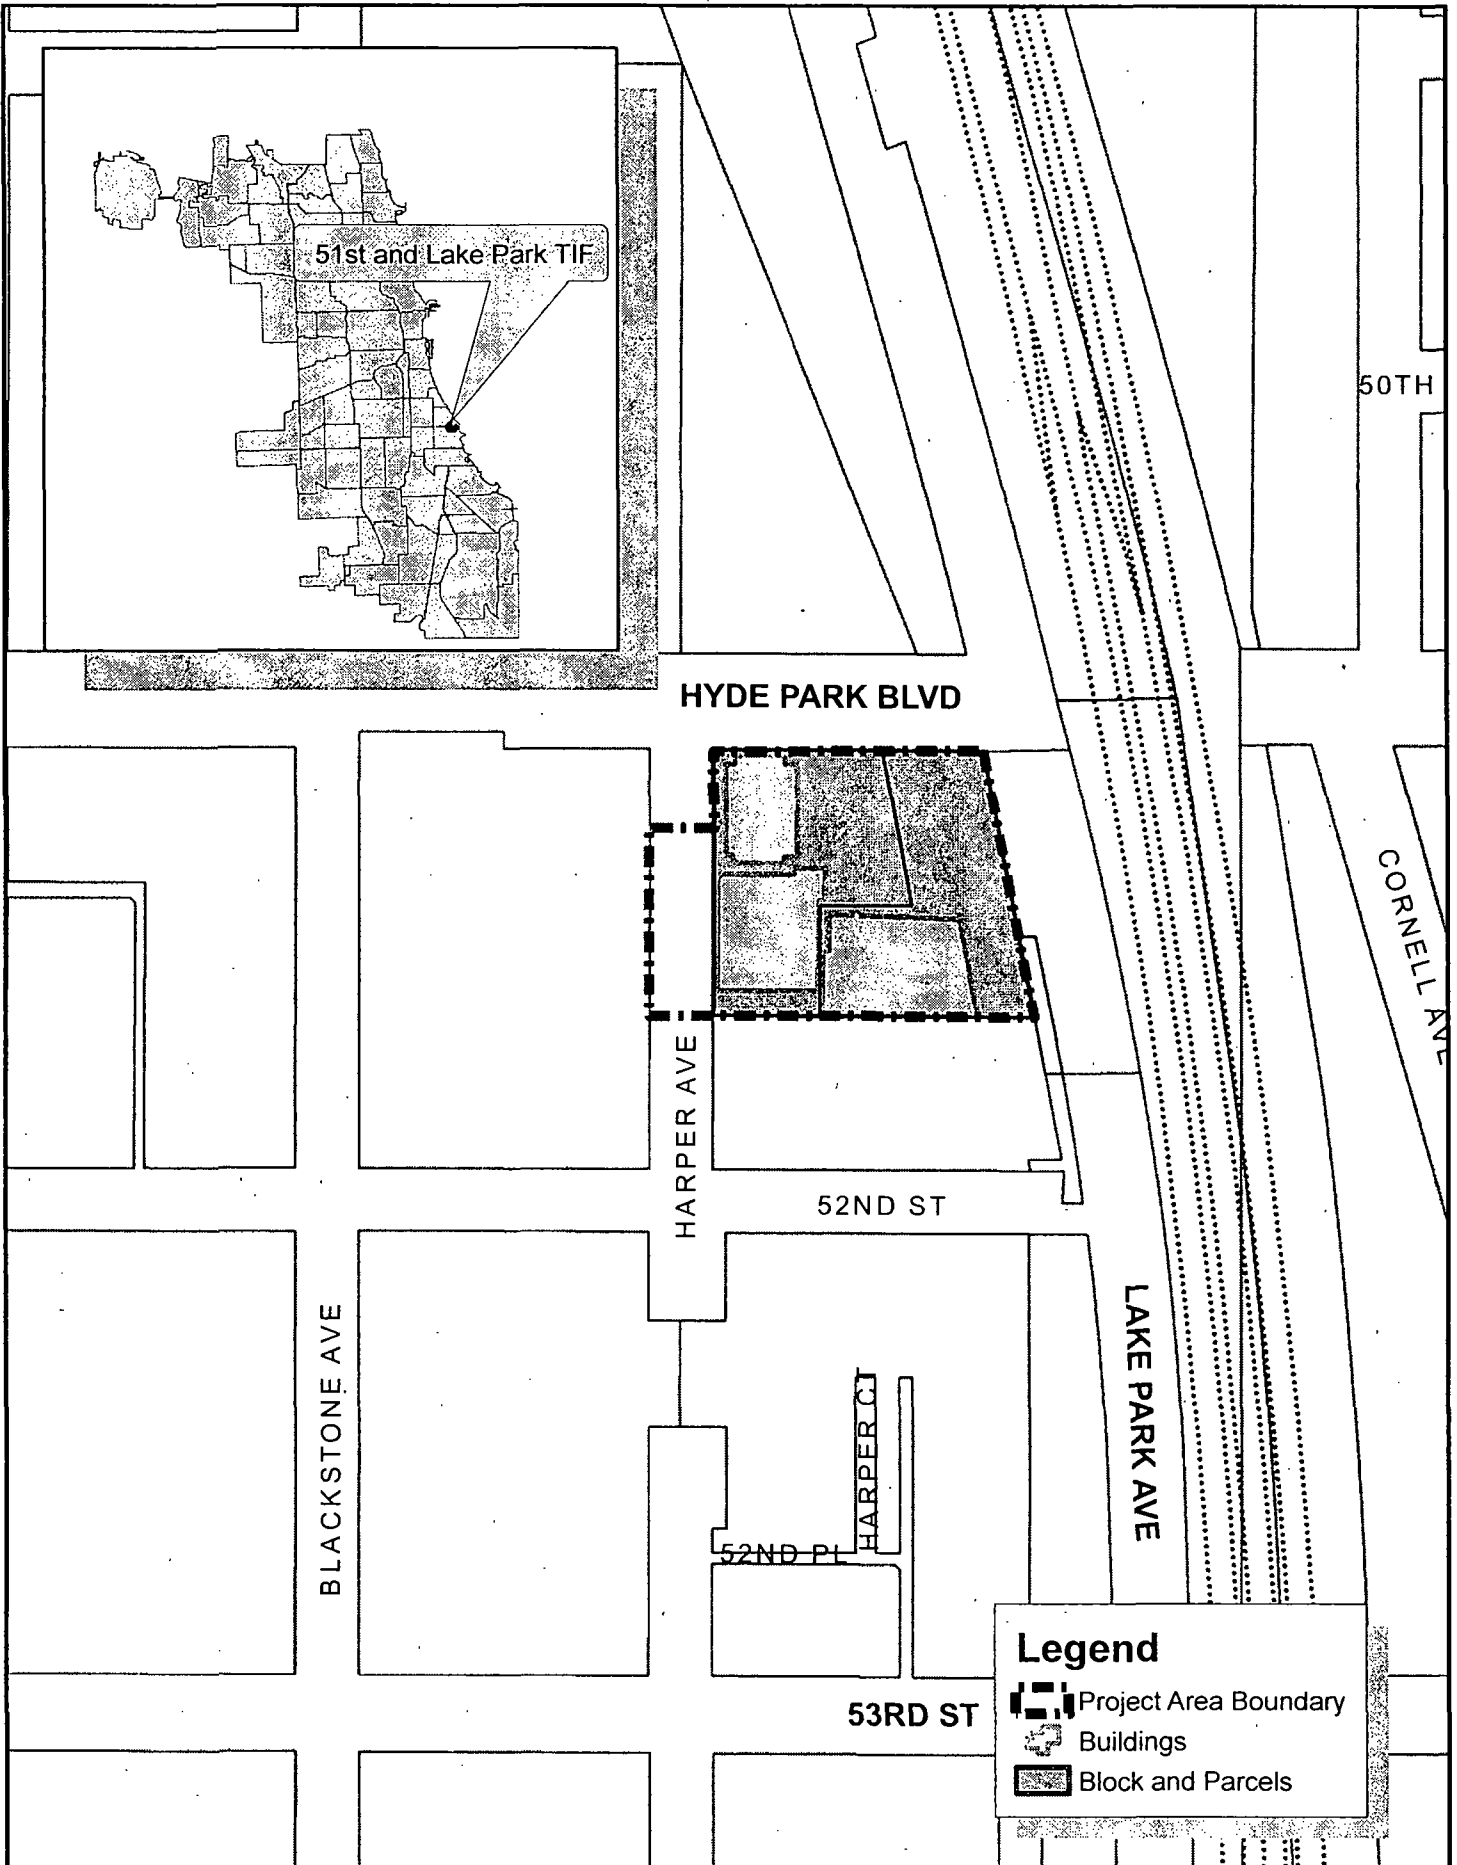 51st and Lake Park TIF
50TH
HYDE PARK BLVD
CORNELL AVE
HARPER AVE
52ND ST
BLACKSTONE AVE
LAKE PARK AVE
HARPER CT
52ND PL
53RD ST
Legend
Project Area Boundary
Buildings
Block and Parcels